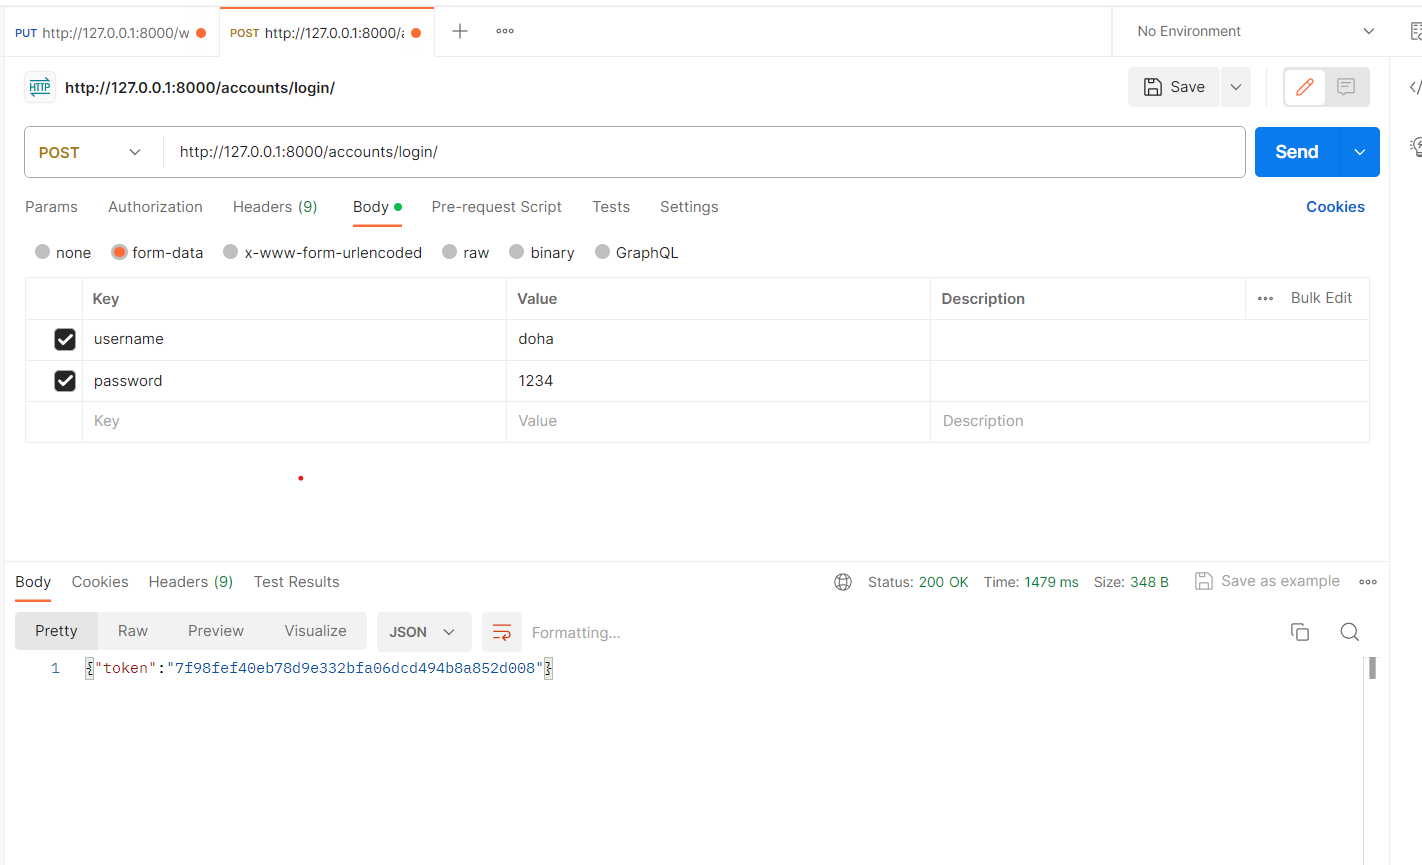 PUT http://127.0.0.1:8000/w POST http://127.0.0.1:8000/a No Environment
HTTP http://127.0.0.1:8000/accounts/login/ Save
POST http://127.0.0.1:8000/accounts/login/ Send
Params Authorization Headers (9) Body Pre-request Script Tests Settings Cookies
none form-data x-www-form-urlencoded raw binary GraphQL
Key Value Description Bulk Edit
username doha
password 1234
Key Value Description
Body Cookies Headers (9) Test Results Status: 200 OK Time: 1479 ms Size: 348 B Save as example
Pretty Raw Preview Visualize JSON Formatting...
1 {"token":"7f98fef40eb78d9e332bfa06dcd494b8a852d008"}